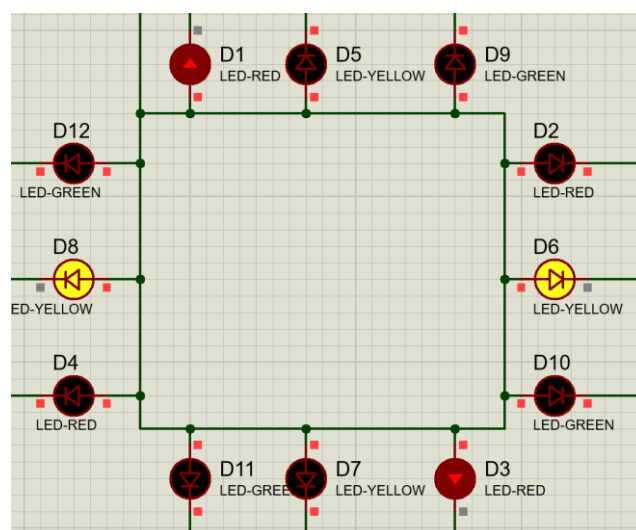 D1
LED-RED
D5
LED-YELLOW
D9
LED-GREEN
D12
LED-GREEN
D2
LED-RED
D8
ED-YELLOW
D6
LED-YELLOW
D4
LED-RED
D10
LED-GREEN
D11
LED-GREE
D7
LED-YELLOW
D3
LED-RED